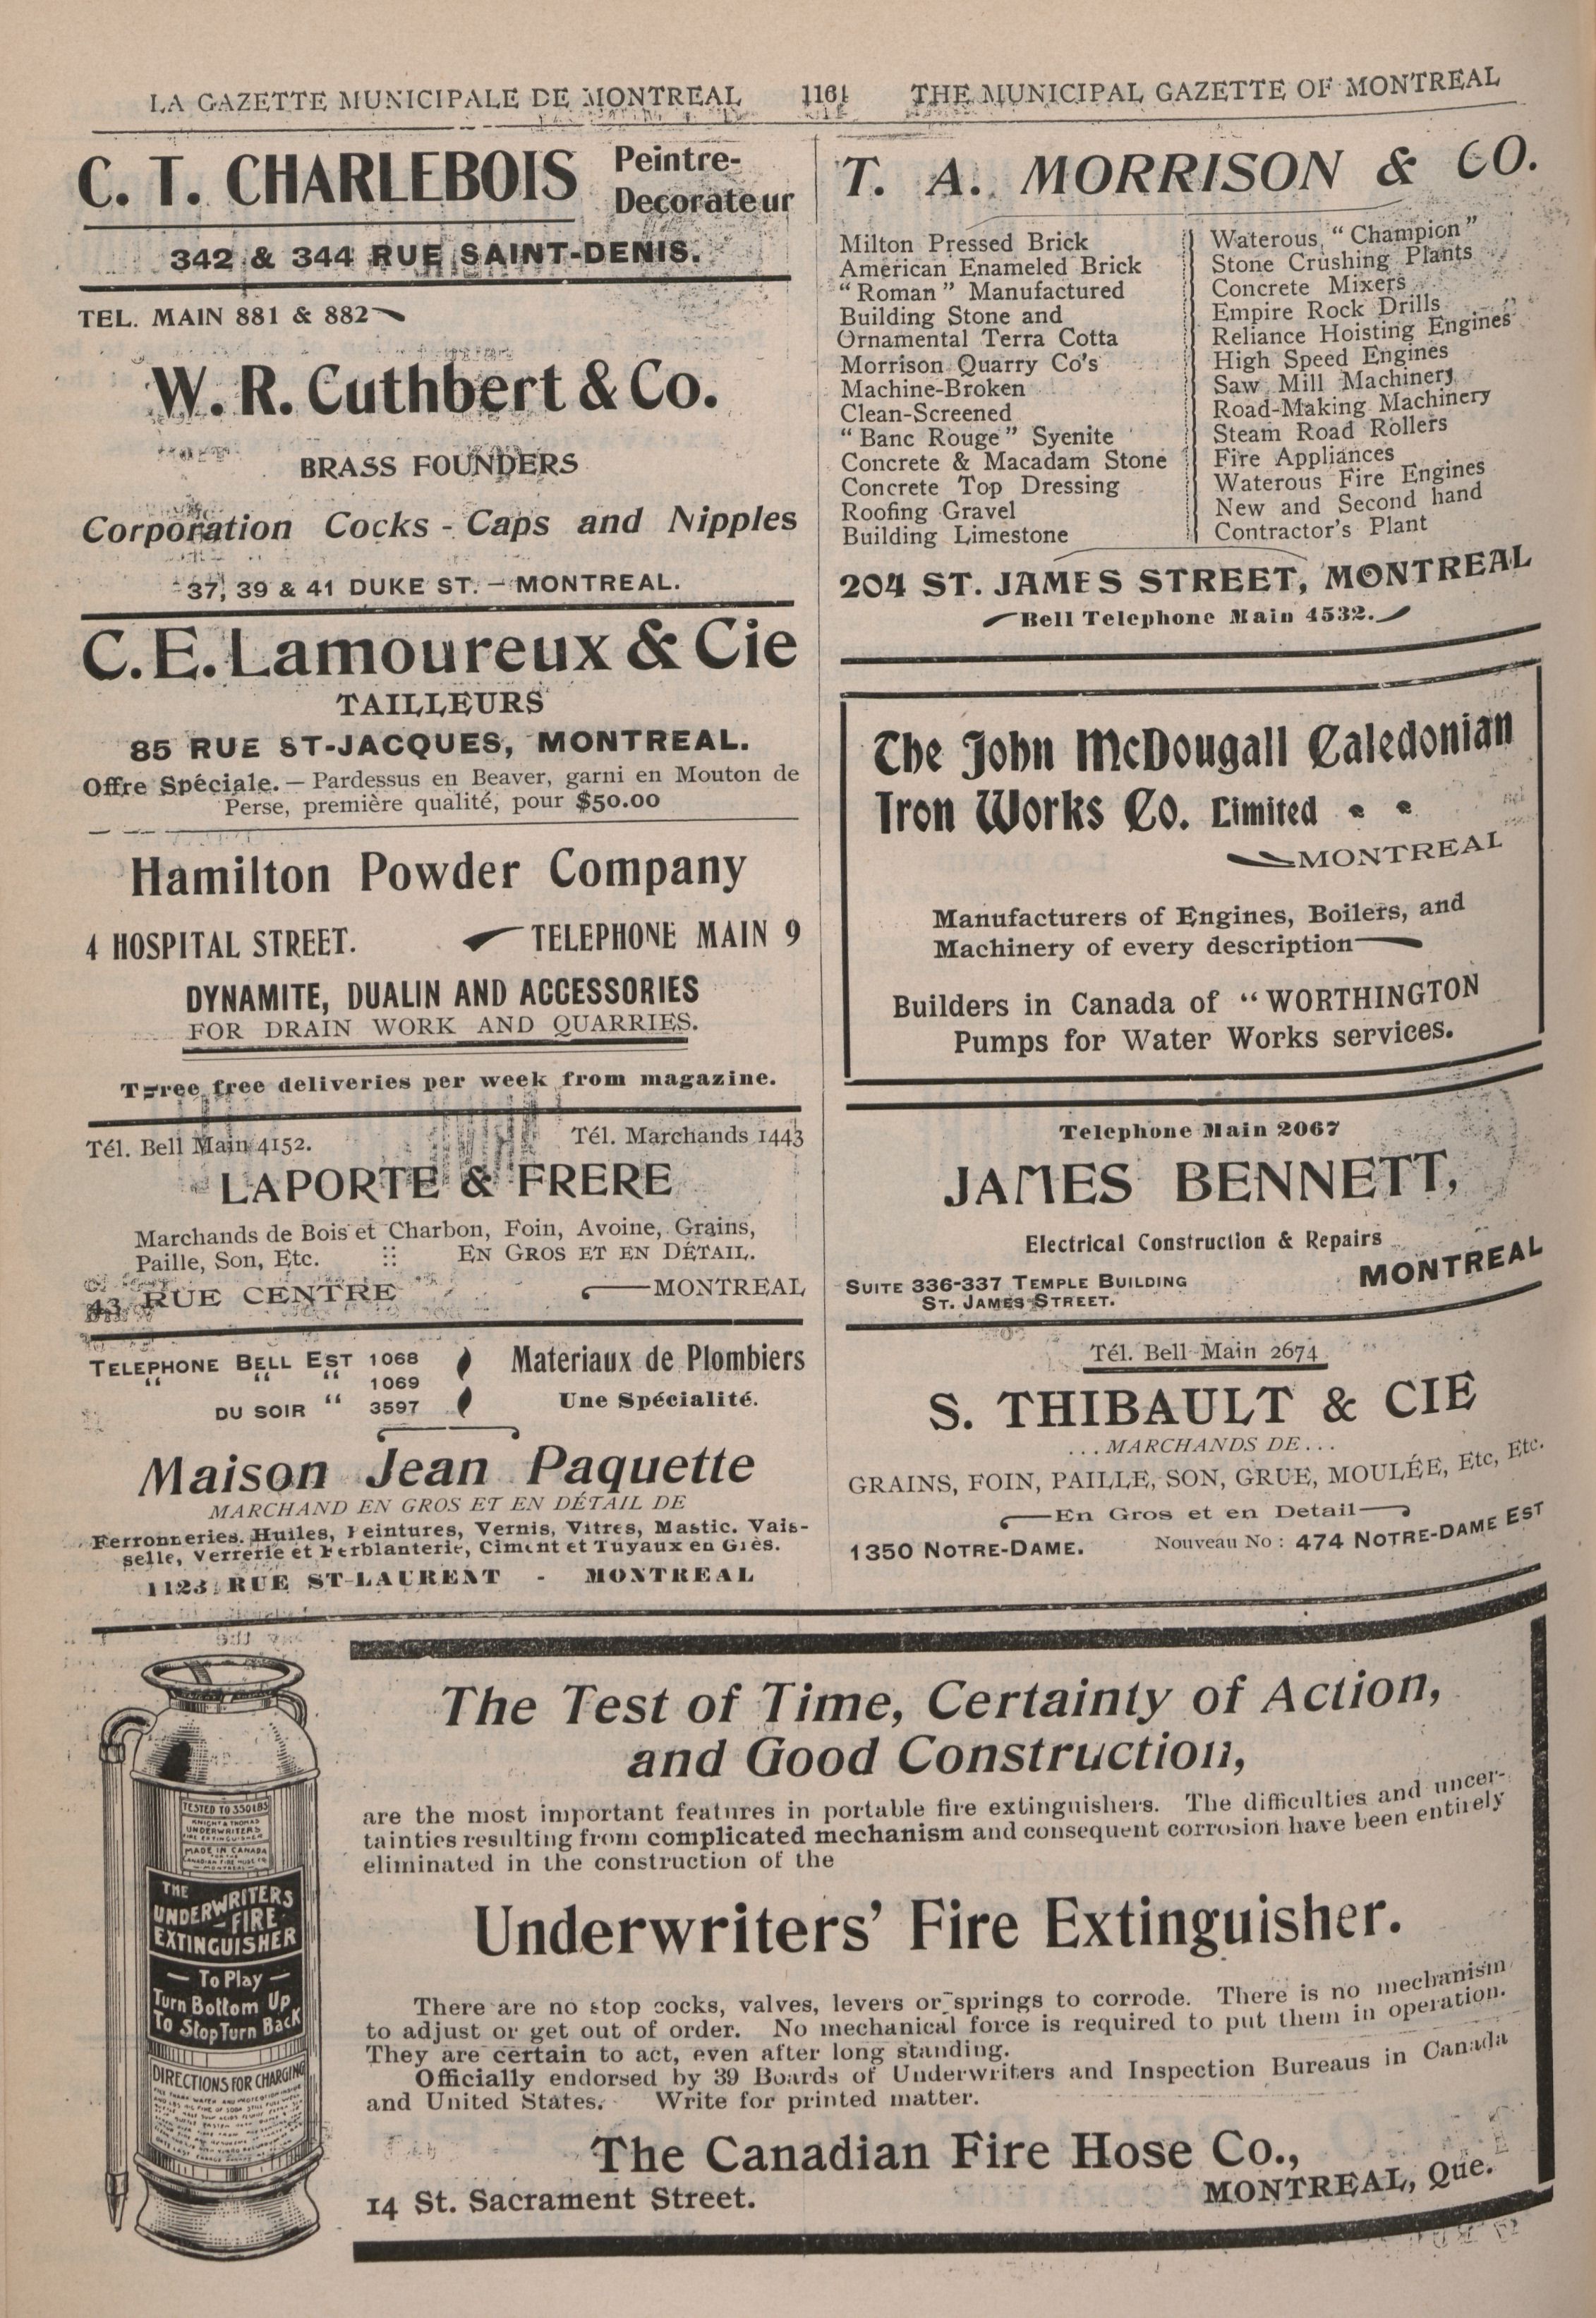 LA GAZETTE MUNICIPALE DE MONTREAL 1161 THE MUNICIPAL GAZETTE OF MONTREAL
C. T. CHARLEBOIS
Peintre-
Decorateur
342 & 344 RUE SAINT-DENIS.
TEL. MAIN 881 & 882
W. R. Cuthbert & Co.
BRASS FOUNDERS
Corporation Cocks - Caps and Nipples
37, 39 & 41 DUKE ST. — MONTREAL.
C. E. Lamoureux & Cie
TAILLEURS
85 RUE ST-JACQUES, MONTREAL.
Offre Spéciale. — Pardessus en Beaver, garni en Mouton de
Perse, première qualité, pour $50.00
Hamilton Powder Company
4 HOSPITAL STREET. TELEPHONE MAIN 9
DYNAMITE, DUALIN AND ACCESSORIES
FOR DRAIN WORK AND QUARRIES.
Three free deliveries per week from magazine.
Tél. Bell Main 4152. Tél. Marchands 1443
LAPORTE & FRERE
Marchands de Bois et Charbon, Foin, Avoine, Grains,
Paille, Son, Etc. :: EN GROS ET EN DÉTAIL.
43 RUE CENTRE MONTREAL
TELEPHONE BELL EST 1068
“ “ “ 1069
DU SOIR “ 3597
Materiaux de Plombiers
Une Spécialité.
Maison Jean Paquette
MARCHAND EN GROS ET EN DÉTAIL DE
Ferronneries. Huiles, Peintures, Vernis, Vitres, Mastic. Vais-
selle, Verrerie et Ferblanterie, Ciment et Tuyaux en Grès.
1123, RUE ST-LAURENT - MONTREAL
T. A. MORRISON & CO.
Milton Pressed Brick
American Enameled Brick
“Roman” Manufactured
Building Stone and
Ornamental Terra Cotta
Morrison Quarry Co's
Machine-Broken
Clean-Screened
“Banc Rouge” Syenite
Concrete & Macadam Stone
Concrete Top Dressing
Roofing Gravel
Building Limestone
Waterous “Champion”
Stone Crushing Plants
Concrete Mixers
Empire Rock Drills
Reliance Hoisting Engines
High Speed Engines
Saw Mill Machinery
Road-Making Machinery
Steam Road Rollers
Fire Appliances
Waterous Fire Engines
New and Second hand
Contractor's Plant
204 ST. JAMES STREET, MONTREAL
Bell Telephone Main 4532.
The John McDougall Caledonian
Iron Works Co. Limited
MONTREAL
Manufacturers of Engines, Boilers, and
Machinery of every description
Builders in Canada of “WORTHINGTON
Pumps for Water Works services.
Telephone Main 2067
JAMES BENNETT,
Electrical Construction & Repairs
SUITE 336-337 TEMPLE BUILDING
ST. JAMES STREET.
MONTREAL
Tél. Bell Main 2674
S. THIBAULT & CIE
...MARCHANDS DE...
GRAINS, FOIN, PAILLE, SON, GRUE, MOULÉE, Etc, Etc.
En Gros et en Detail
1350 NOTRE-DAME. Nouveau No : 474 NOTRE-DAME EST
TESTED TO 350 LBS
KNIGHT & THOMAS
UNDERWRITERS
FIRE EXTINGUISHER
MADE IN CANADA
FOR THE
CANADIAN FIRE HOSE CO
MONTREAL
THE
UNDERWRITERS
FIRE
EXTINGUISHER
— To Play —
Turn Bottom Up
To Stop Turn Back
DIRECTIONS FOR CHARGING
The Test of Time, Certainty of Action,
and Good Construction,
are the most important features in portable fire extinguishers. The difficulties and uncer-
tainties resulting from complicated mechanism and consequent corrosion have been entirely
eliminated in the construction of the
Underwriters' Fire Extinguisher.
There are no stop cocks, valves, levers or springs to corrode. There is no mechanism
to adjust or get out of order. No mechanical force is required to put them in operation.
They are certain to act, even after long standing.
Officially endorsed by 39 Boards of Underwriters and Inspection Bureaus in Canada
and United States. Write for printed matter.
The Canadian Fire Hose Co.,
14 St. Sacrament Street. MONTREAL, Que.